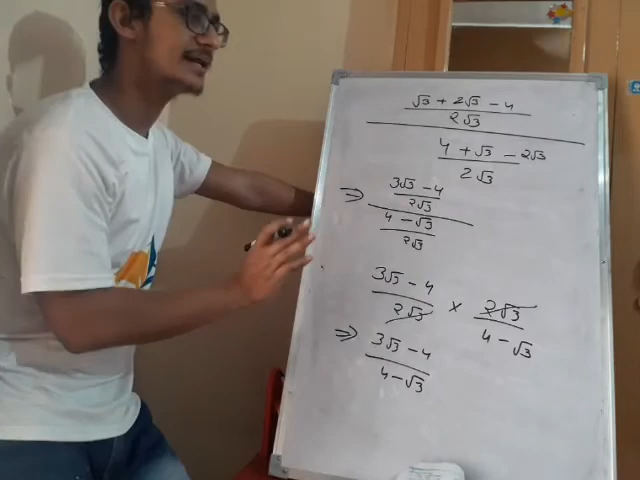 √3 + 2√3 - 4
2√3
4 + √3 - 2√3
2√3
⇒ 3√3 - 4
2√3
4 - √3
2√3
3√3 - 4 × 2√3
2√3 4 - √3
⇒ 3√3 - 4
4 - √3